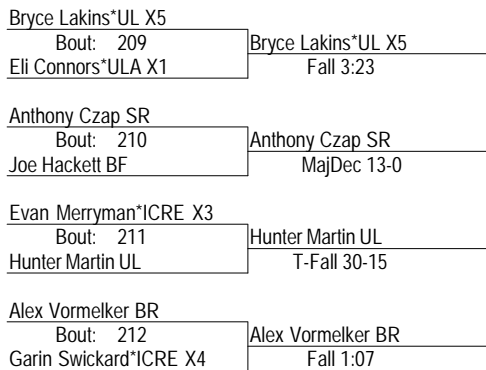 Bryce Lakins*UL X5
Bout: 209
Bryce Lakins*UL X5
Eli Connors*ULA X1
Fall 3:23
Anthony Czap SR
Bout: 210
Anthony Czap SR
Joe Hackett BF
MajDec 13-0
Evan Merryman*ICRE X3
Bout: 211
Hunter Martin UL
Hunter Martin UL
T-Fall 30-15
Alex Vormelker BR
Bout: 212
Alex Vormelker BR
Garin Swickard*ICRE X4
Fall 1:07